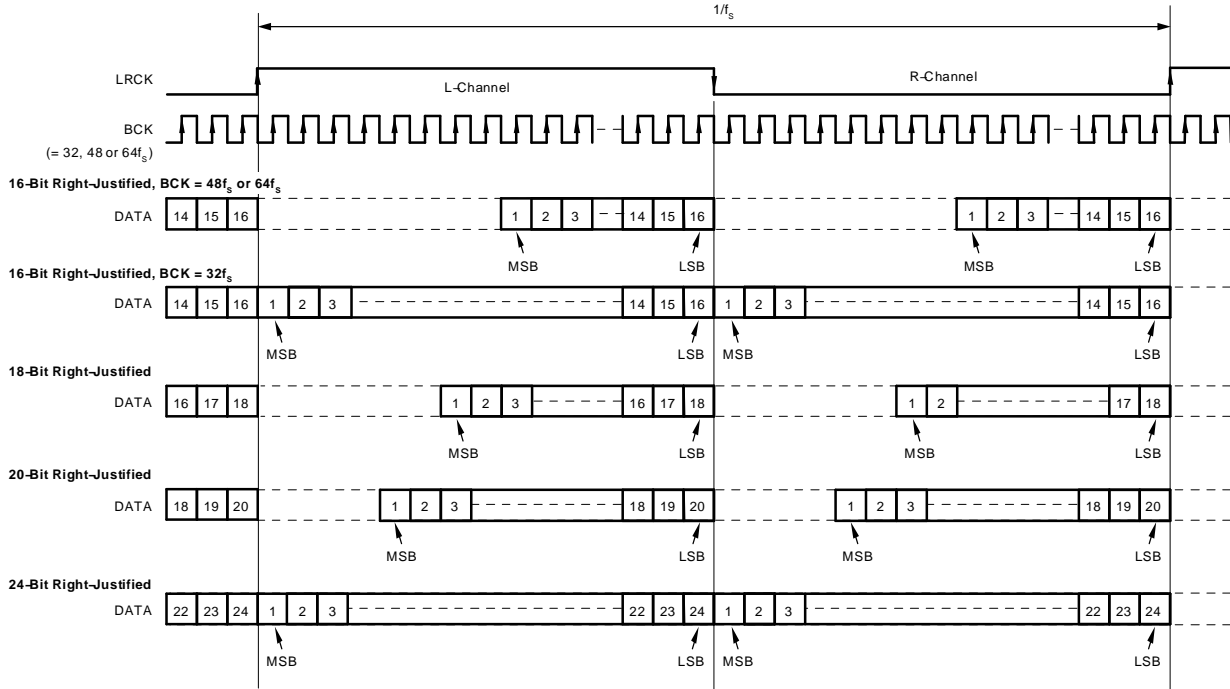 1/fS
LRCK
L–Channel
R-Channel
BCK
(= 32, 48 or 64fS)
16–Bit Right–Justified, BCK = 48fS or 64fS
DATA 14 15 16 1 2 3 14 15 16 1 2 3 14 15 16
MSB LSB MSB LSB
16–Bit Right–Justified, BCK = 32fS
DATA 14 15 16 1 2 3 14 15 16 1 2 3 14 15 16
MSB LSB MSB LSB
18–Bit Right–Justified
DATA 16 17 18 1 2 3 16 17 18 1 2 17 18
MSB LSB MSB LSB
20–Bit Right–Justified
DATA 18 19 20 1 2 3 18 19 20 1 2 3 18 19 20
MSB LSB MSB LSB
24–Bit Right–Justified
DATA 22 23 24 1 2 3 22 23 24 1 2 3 22 23 24
MSB LSB MSB LSB